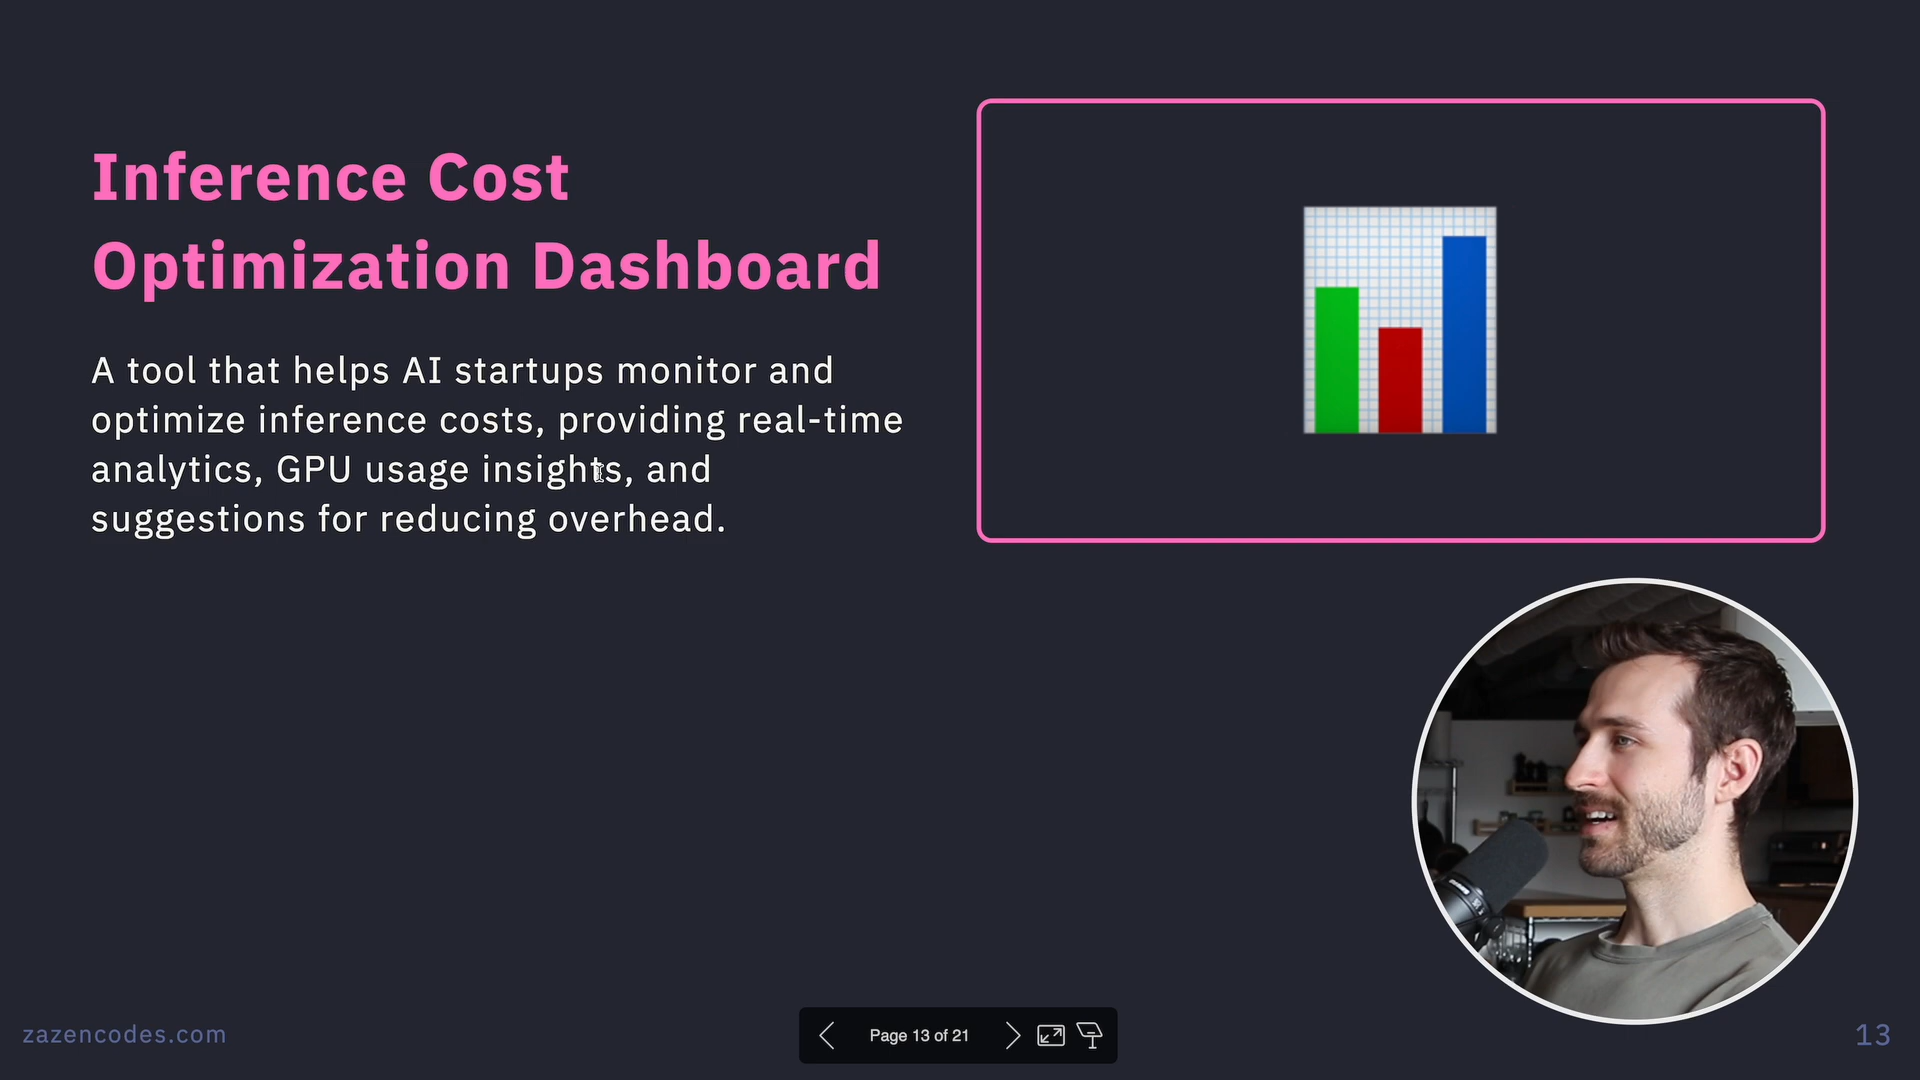 Inference Cost
Optimization Dashboard
A tool that helps AI startups monitor and
optimize inference costs, providing real-time
analytics, GPU usage insights, and
suggestions for reducing overhead.
zazencodes.com
Page 13 of 21
13